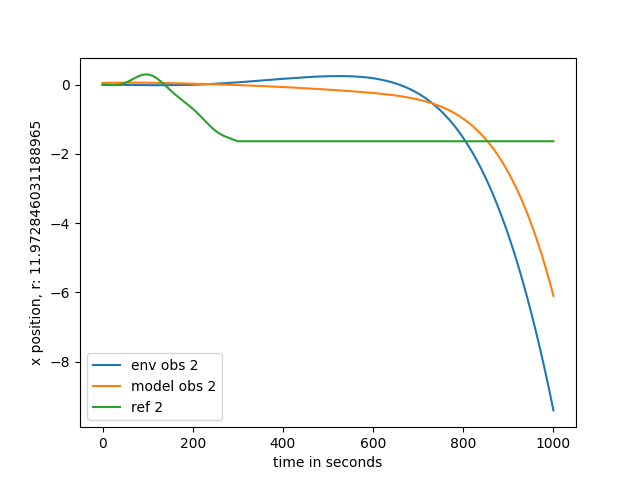 0
−2
−4
−6
−8
x position, r: 11.972846031188965
env obs 2
model obs 2
ref 2
0
200
400
600
800
1000
time in seconds